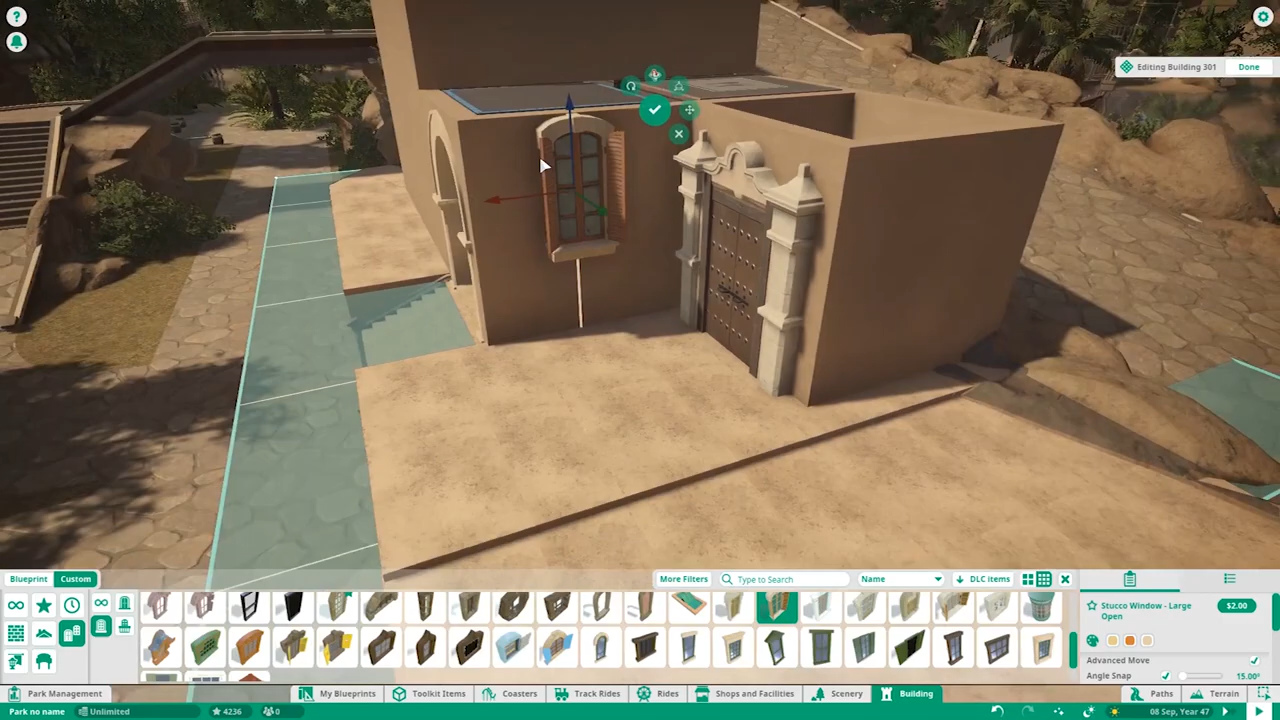 ?
Editing Building 301 Done
Blueprint Custom More Filters Type to Search Name DLC items
Stucco Window - Large Open $2.00
Advanced Move
Angle Snap 15.00°
Park Management My Blueprints Toolkit Items Coasters Track Rides Rides Shops and Facilities Scenery Building Paths Terrain
Park no name Unlimited 4236 0 08 Sep, Year 47